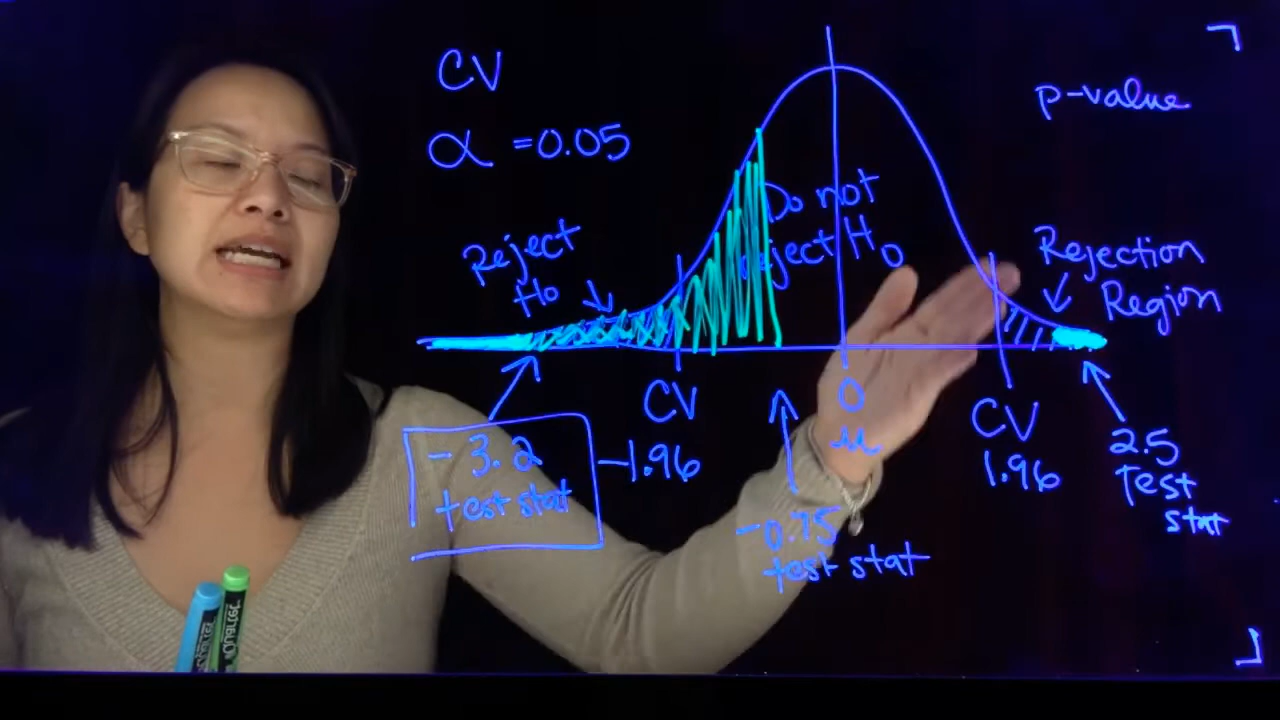 CV
α = 0.05
p-value
Reject
Ho
Do not
reject H0
Rejection
Region
CV
-1.96
0
μ
CV
1.96
-3.2
test stat
-0.75
test stat
2.5
Test
stat